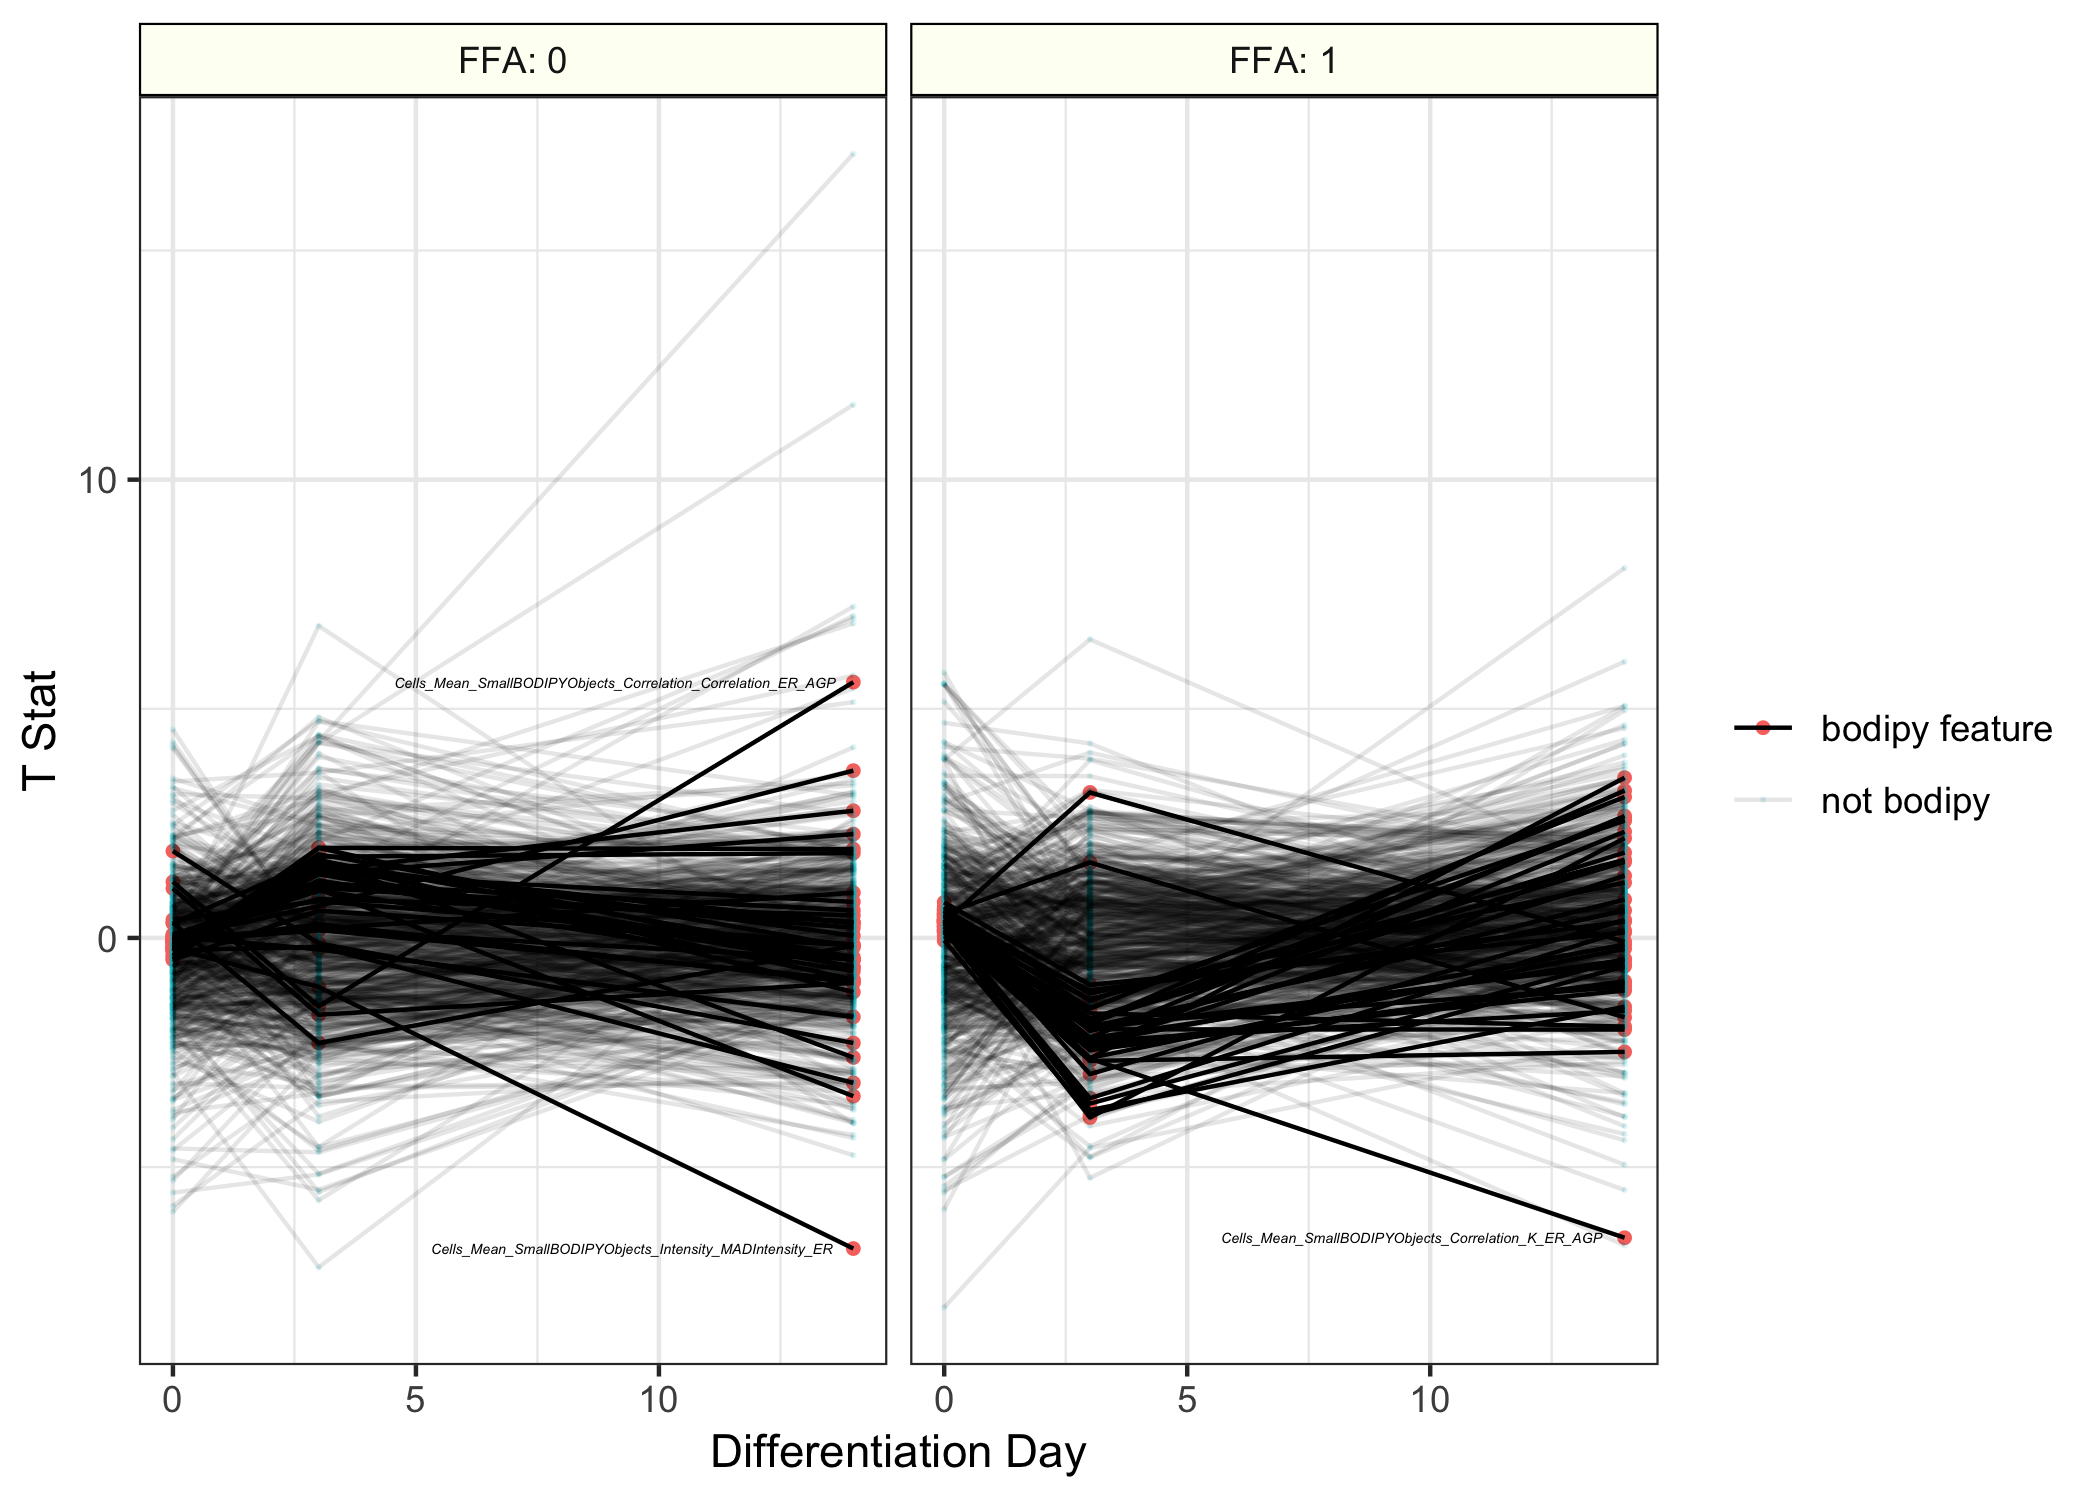 FFA: 0
FFA: 1
T Stat
10
0
Cells_Mean_SmallBODIPYObjects_Correlation_Correlation_ER_AGP
Cells_Mean_SmallBODIPYObjects_Intensity_MADIntensity_ER
Cells_Mean_SmallBODIPYObjects_Correlation_K_ER_AGP
0 5 10
0 5 10
Differentiation Day
bodipy feature
not bodipy